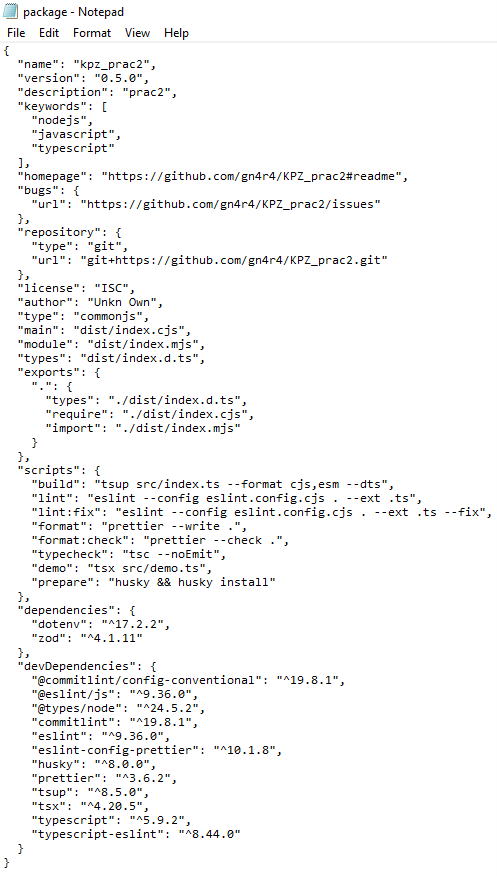 package - Notepad
File Edit Format View Help
{
  "name": "kpz_prac2",
  "version": "0.5.0",
  "description": "prac2",
  "keywords": [
    "nodejs",
    "javascript",
    "typescript"
  ],
  "homepage": "https://github.com/gn4r4/KPZ_prac2#readme",
  "bugs": {
    "url": "https://github.com/gn4r4/KPZ_prac2/issues"
  },
  "repository": {
    "type": "git",
    "url": "git+https://github.com/gn4r4/KPZ_prac2.git"
  },
  "license": "ISC",
  "author": "Unkn Own",
  "type": "commonjs",
  "main": "dist/index.cjs",
  "module": "dist/index.mjs",
  "types": "dist/index.d.ts",
  "exports": {
    ".": {
      "types": "./dist/index.d.ts",
      "require": "./dist/index.cjs",
      "import": "./dist/index.mjs"
    }
  },
  "scripts": {
    "build": "tsup src/index.ts --format cjs,esm --dts",
    "lint": "eslint --config eslint.config.cjs . --ext .ts",
    "lint:fix": "eslint --config eslint.config.cjs . --ext .ts --fix",
    "format": "prettier --write .",
    "format:check": "prettier --check .",
    "typecheck": "tsc --noEmit",
    "demo": "tsx src/demo.ts",
    "prepare": "husky && husky install"
  },
  "dependencies": {
    "dotenv": "^17.2.2",
    "zod": "^4.1.11"
  },
  "devDependencies": {
    "@commitlint/config-conventional": "^19.8.1",
    "@eslint/js": "^9.36.0",
    "@types/node": "^24.5.2",
    "commitlint": "^19.8.1",
    "eslint": "^9.36.0",
    "eslint-config-prettier": "^10.1.8",
    "husky": "^8.0.0",
    "prettier": "^3.6.2",
    "tsup": "^8.5.0",
    "tsx": "^4.20.5",
    "typescript": "^5.9.2",
    "typescript-eslint": "^8.44.0"
  }
}